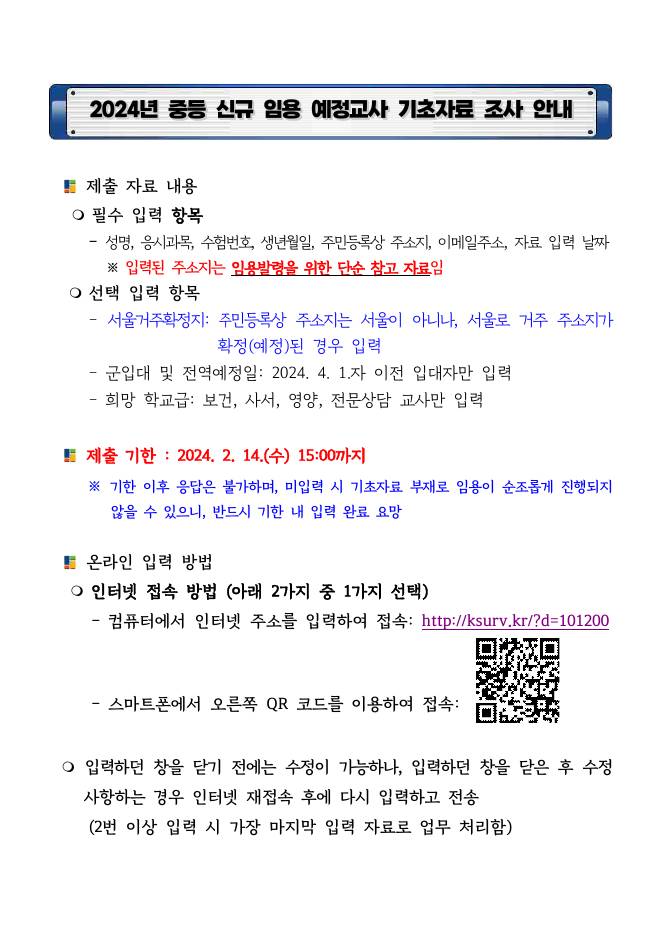 2024년 중등 신규 임용 예정교사 기초자료 조사 안내
제출 자료 내용
❍ 필수 입력 항목
- 성명, 응시과목, 수험번호, 생년월일, 주민등록상 주소지, 이메일주소, 자료 입력 날짜
※ 입력된 주소지는 임용발령을 위한 단순 참고 자료임
❍ 선택 입력 항목
- 서울거주확정지: 주민등록상 주소지는 서울이 아니나, 서울로 거주 주소지가
확정(예정)된 경우 입력
- 군입대 및 전역예정일: 2024. 4. 1.자 이전 입대자만 입력
- 희망 학교급: 보건, 사서, 영양, 전문상담 교사만 입력
제출 기한 : 2024. 2. 14.(수) 15:00까지
※ 기한 이후 응답은 불가하며, 미입력 시 기초자료 부재로 임용이 순조롭게 진행되지
않을 수 있으니, 반드시 기한 내 입력 완료 요망
온라인 입력 방법
❍ 인터넷 접속 방법 (아래 2가지 중 1가지 선택)
- 컴퓨터에서 인터넷 주소를 입력하여 접속: http://ksurv.kr/?d=101200
- 스마트폰에서 오른쪽 QR 코드를 이용하여 접속:
❍ 입력하던 창을 닫기 전에는 수정이 가능하나, 입력하던 창을 닫은 후 수정
사항하는 경우 인터넷 재접속 후에 다시 입력하고 전송
(2번 이상 입력 시 가장 마지막 입력 자료로 업무 처리함)